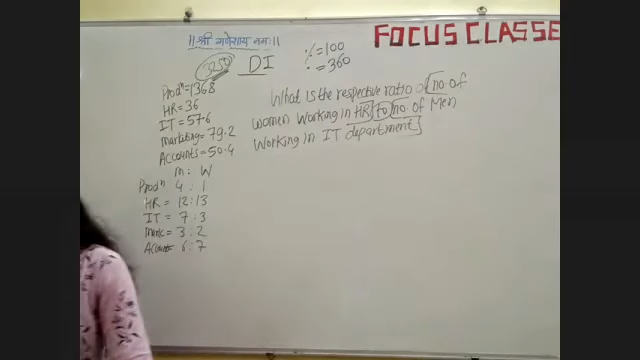 ॥ श्री गणेशाय नमः॥
FOCUS CLASSE
3250
DI
·/. = 100
·/. = 360
Prodⁿ = 136.8
HR = 36
IT = 57.6
Marketing = 79.2
Accounts = 50.4
What is the respective ratio of no. of
women working in HR to no. of Men
Working in IT department
m : W
Prodⁿ 4 : 1
HR = 12 : 13
IT = 7 : 3
Mark = 3 : 2
Account = 6 : 7